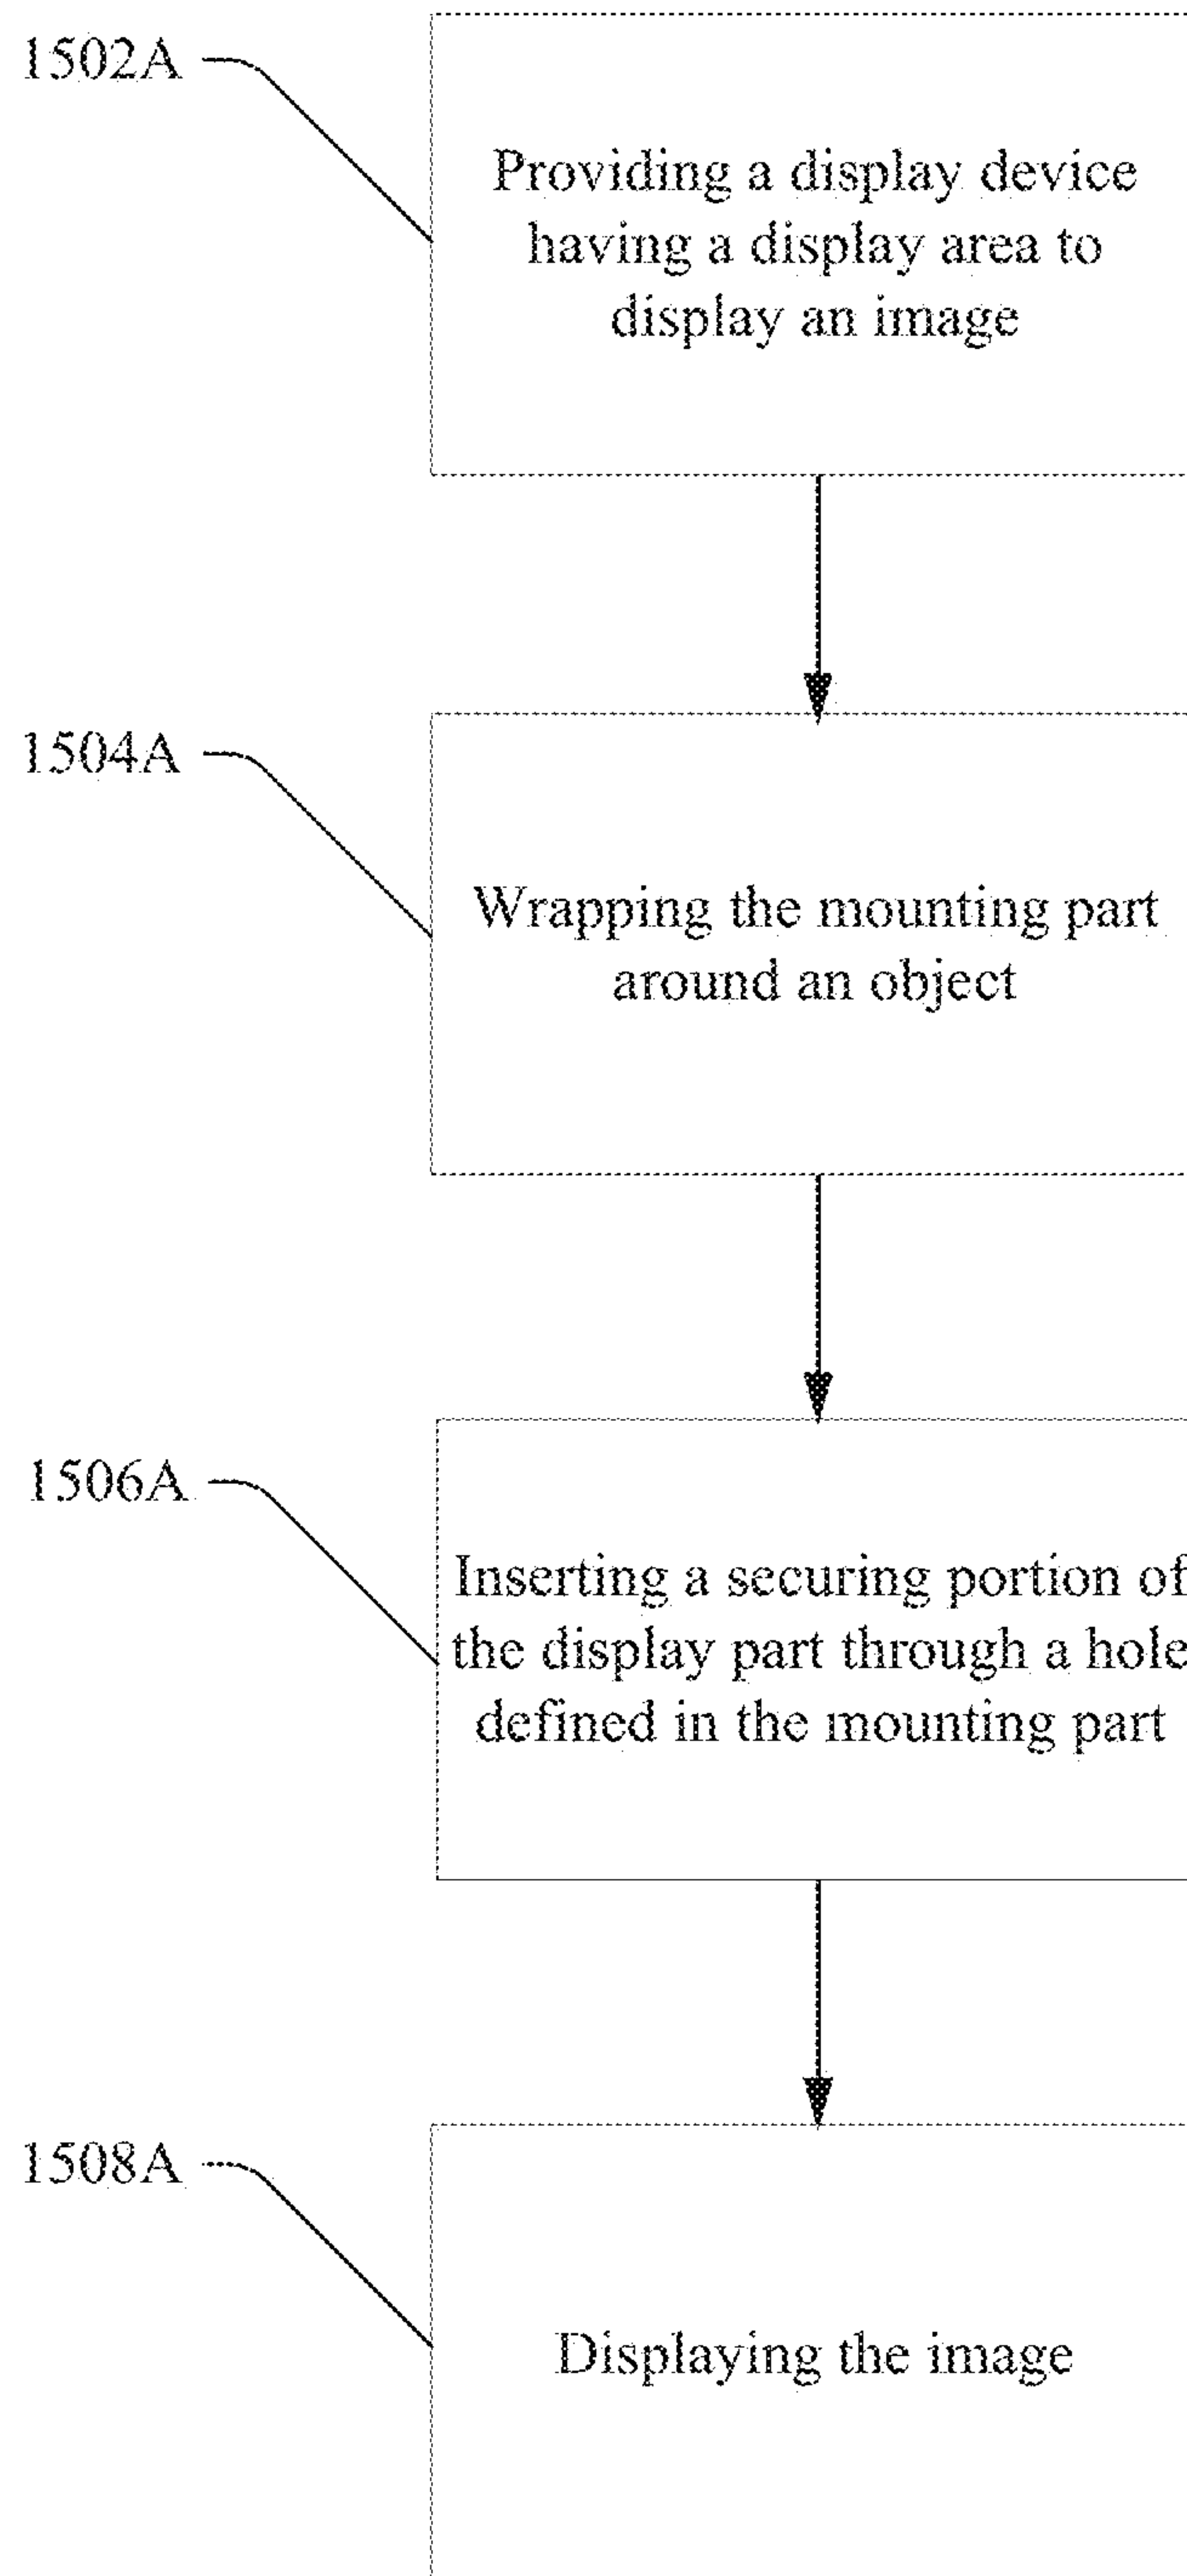 1502A
Providing a display device
having a display area to
display an image
1504A
Wrapping the mounting part
around an object
1506A
Inserting a securing portion of
the display part through a hole
defined in the mounting part
1508A
Displaying the image